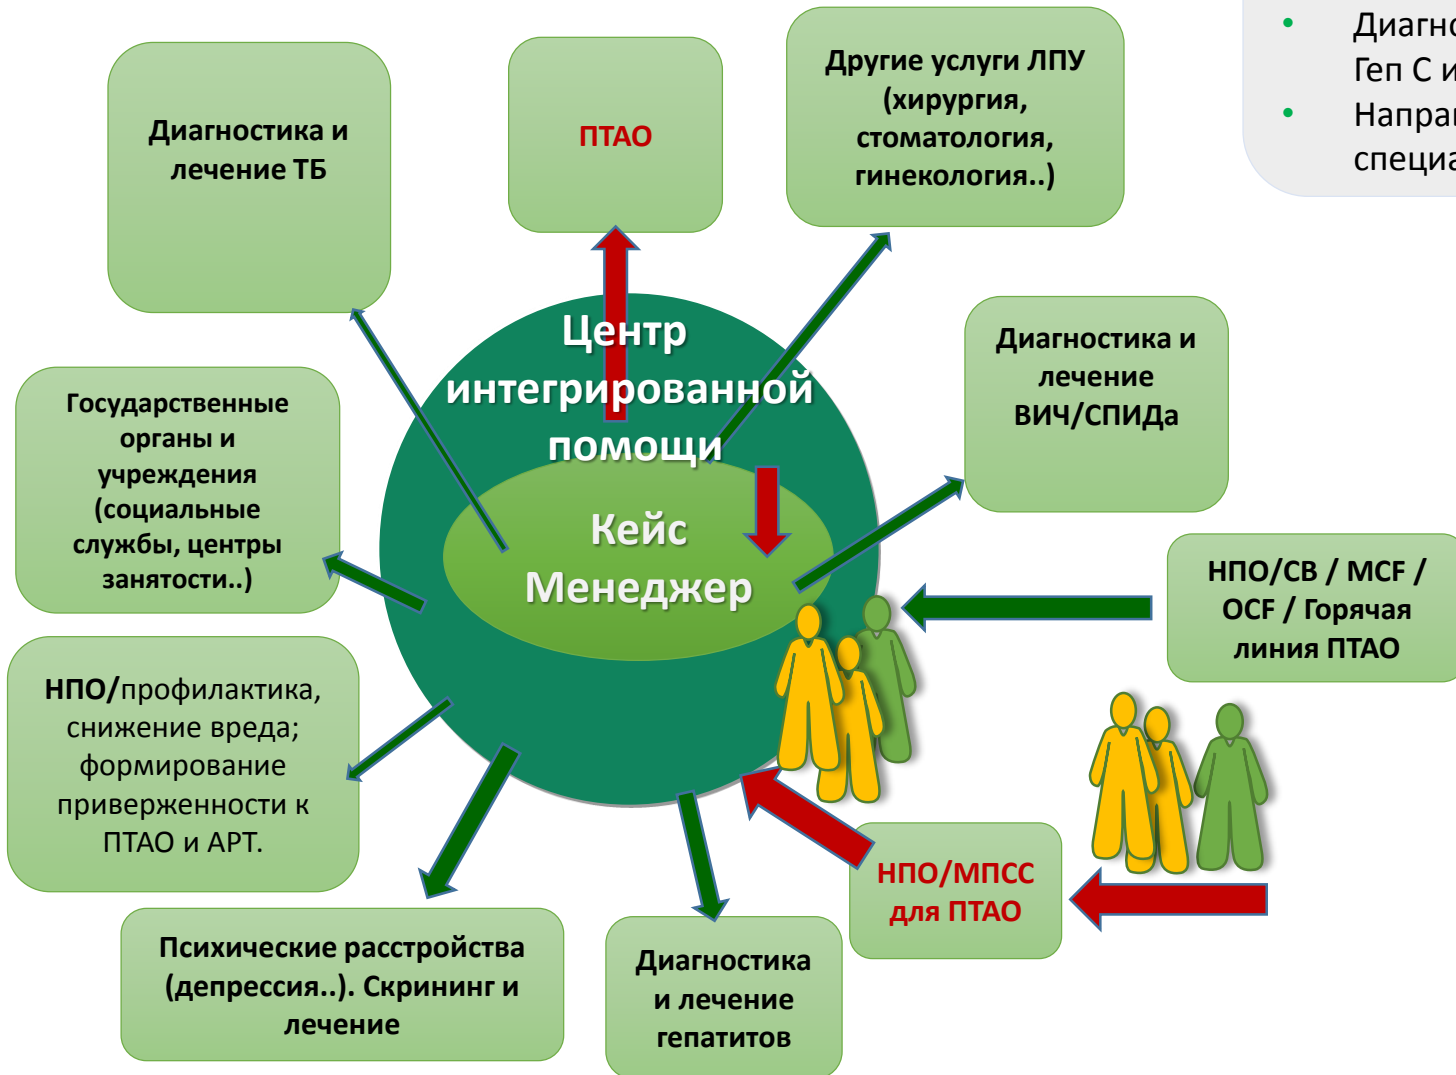 Диагностика и
лечение ТБ
ПТАО
Другие услуги ЛПУ
(хирургия,
стоматология,
гинекология..)
Геп С и
Центр
интегрированной
помощи
Кейс
Менеджер
Диагностика и
лечение
ВИЧ/СПИДа
Государственные
органы и
учреждения
(социальные
службы, центры
занятости..)
НПО/СВ / MCF /
OCF / Горячая
линия ПТАО
НПО/профилактика,
снижение вреда;
формирование
приверженности к
ПТАО и АРТ.
НПО/МПСС
для ПТАО
Психические расстройства
(депрессия..). Скрининг и
лечение
Диагностика
и лечение
гепатитов